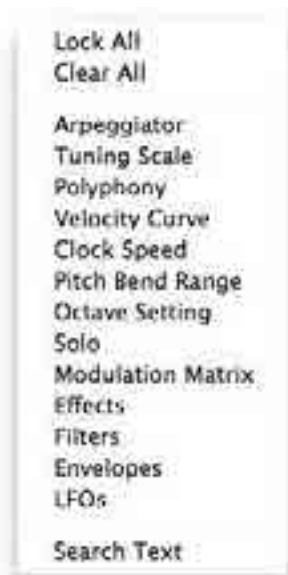 Lock All
Clear All
Arpeggiator
Tuning Scale
Polyphony
Velocity Curve
Clock Speed
Pitch Bend Range
Octave Setting
Solo
Modulation Matrix
Effects
Filters
Envelopes
LFOs
Search Text